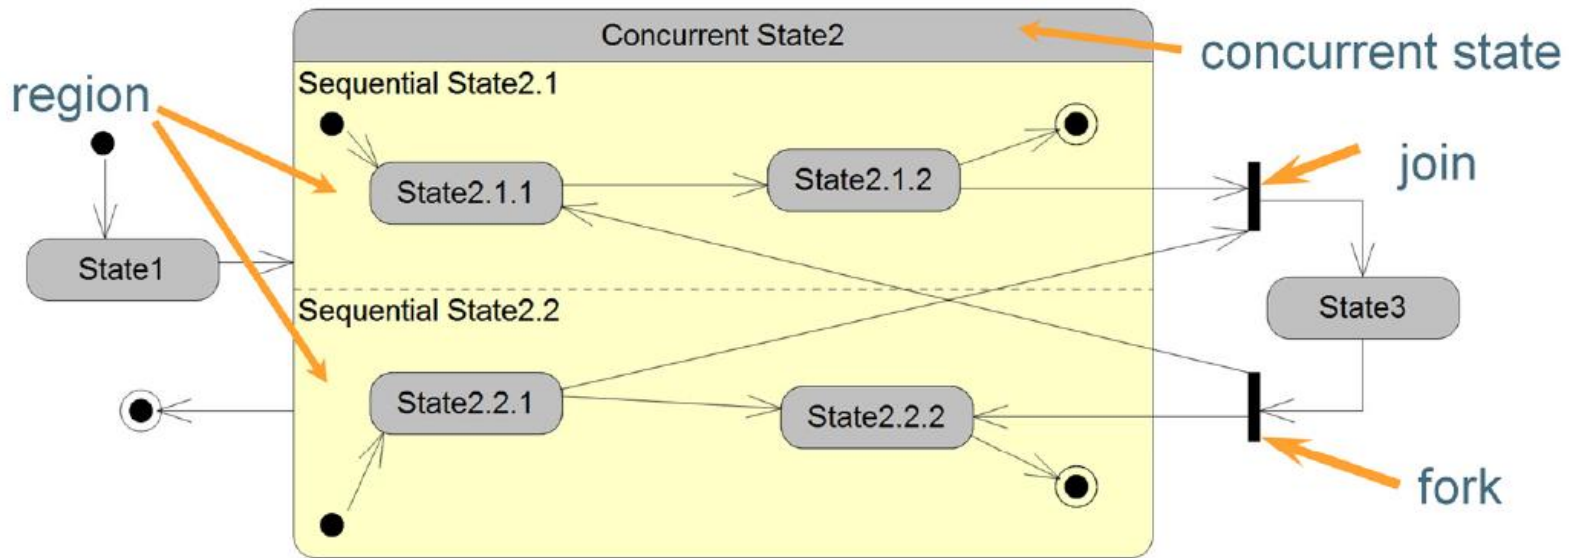 Concurrent State2
concurrent state
Sequential State2.1
region
join
State2.1.1
State2.1.2
State1
Sequential State2.2
State3
State2.2.1
State2.2.2
fork